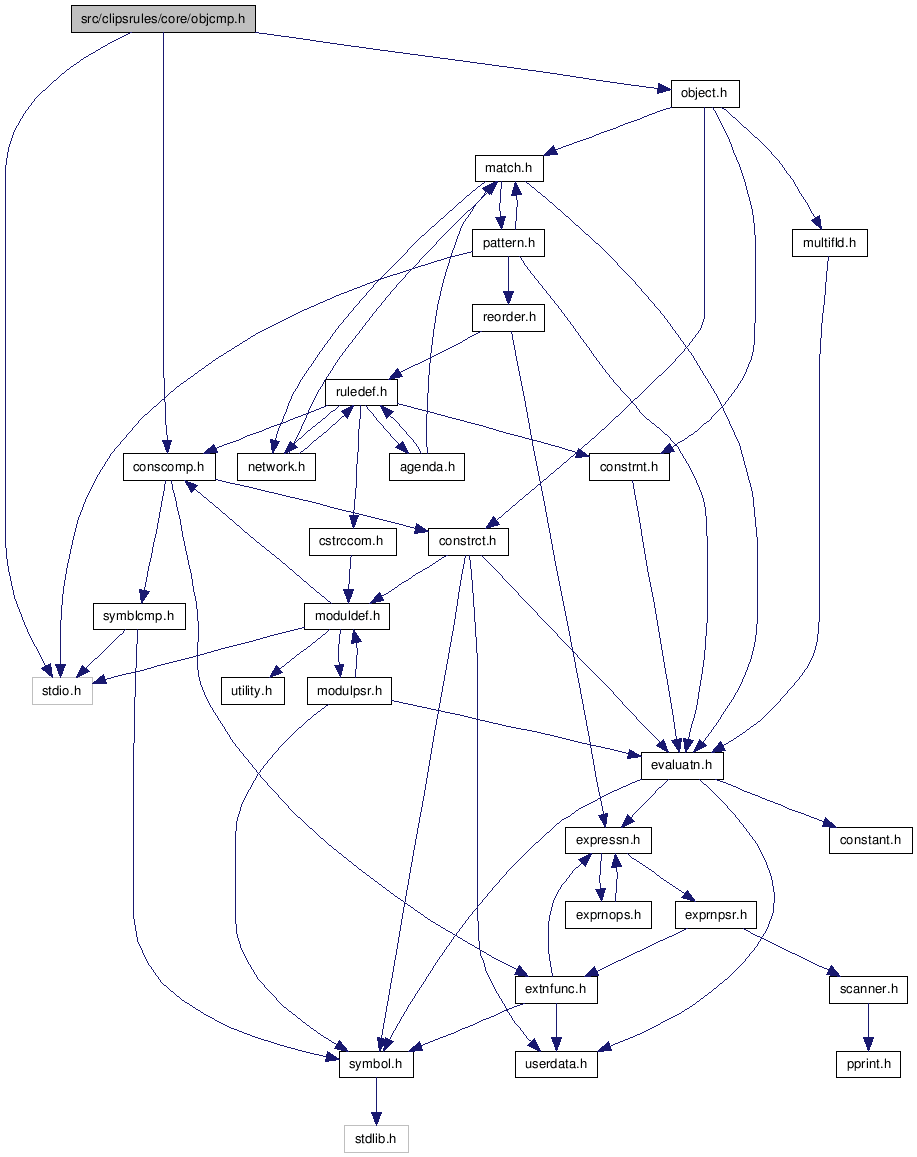 src/clipsrules/core/objcmp.h
object.h
match.h
pattern.h
multifld.h
reorder.h
ruledef.h
conscomp.h
network.h
agenda.h
constrnt.h
cstrccom.h
constrct.h
symblcmp.h
moduldef.h
stdio.h
utility.h
modulpsr.h
evaluatn.h
expressn.h
constant.h
exprnops.h
exprnpsr.h
extnfunc.h
scanner.h
symbol.h
userdata.h
pprint.h
stdlib.h